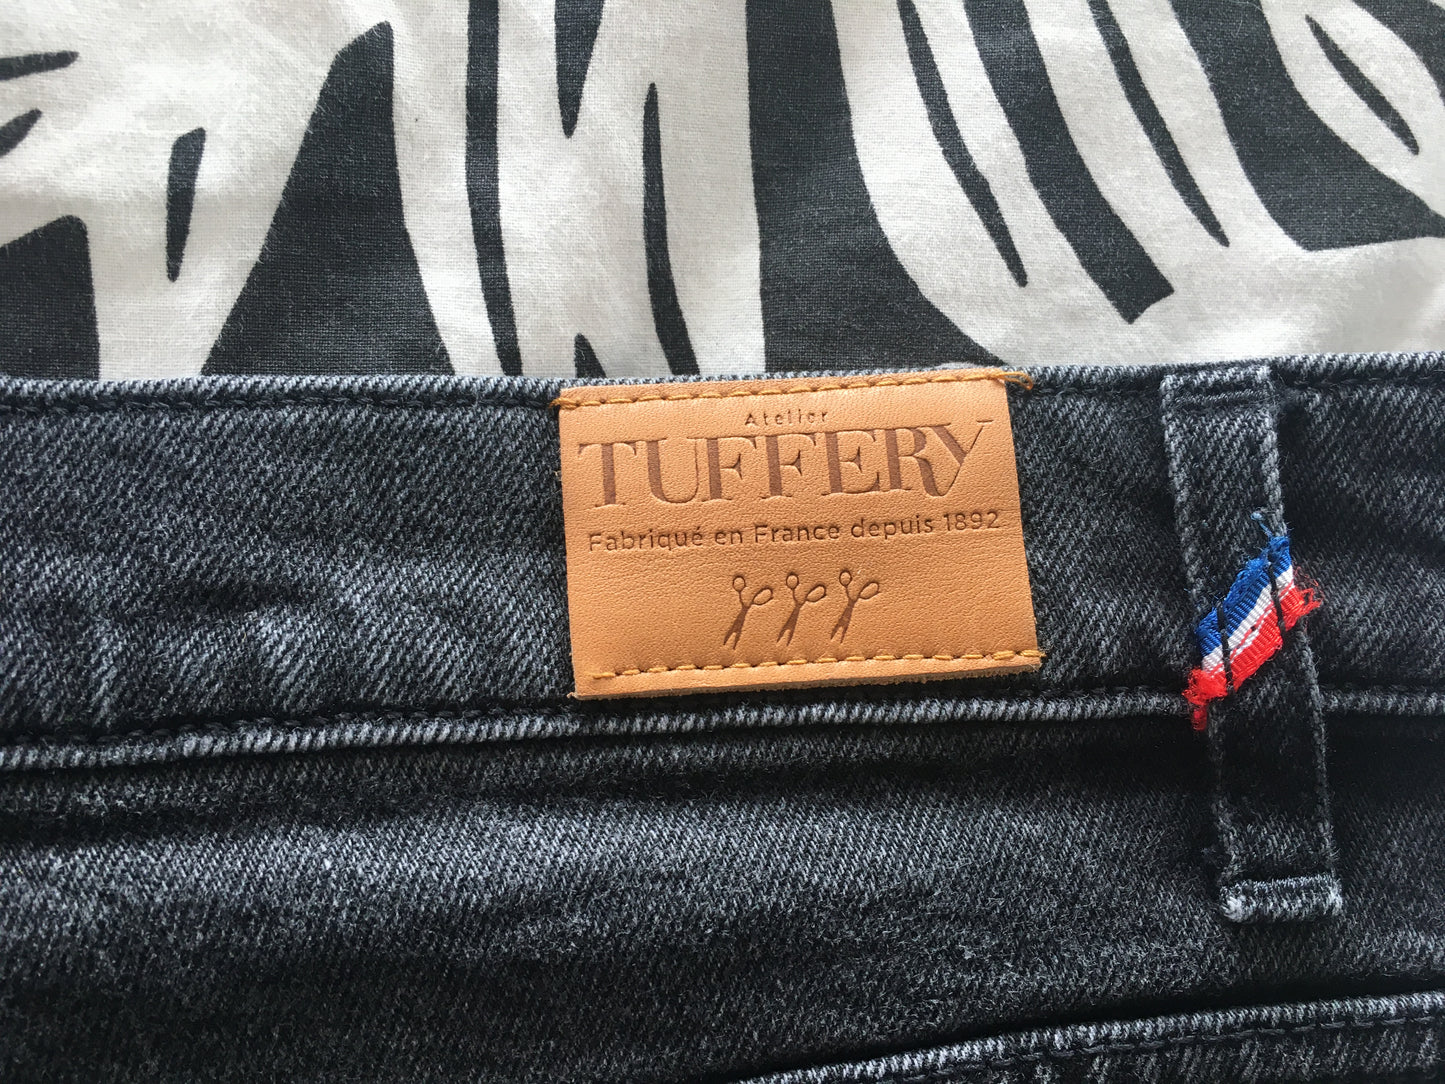 Atelier
TUFFERY
Fabriqué en France depuis 1892